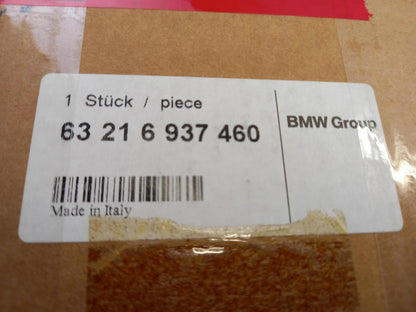 1 Stück / piece
63 21 6 937 460
BMW Group
Made in Italy